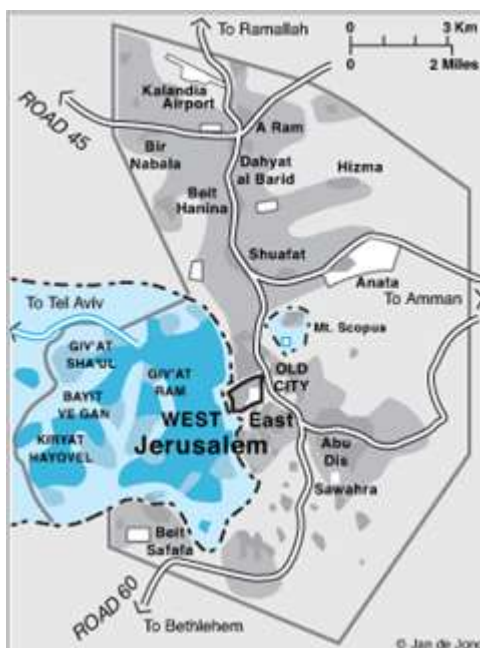 To Ramallah
0 3 Km
0 2 Miles
Kalandia
Airport
ROAD 45
A Ram
Bir
Nabala
Dahyat
al Barid
Hizma
Beit
Hanina
Shuafat
Anata
To Tel Aviv
To Amman
Mt. Scopus
GIV'AT
SHA'UL
GIV'AT
RAM
OLD
CITY
BAYIT
VE GAN
WEST East
Jerusalem
KIRYAT
HAYOVEL
Abu
Dis
Sawahra
Beit
Safafa
ROAD 60
To Bethlehem
© Jan de Jong